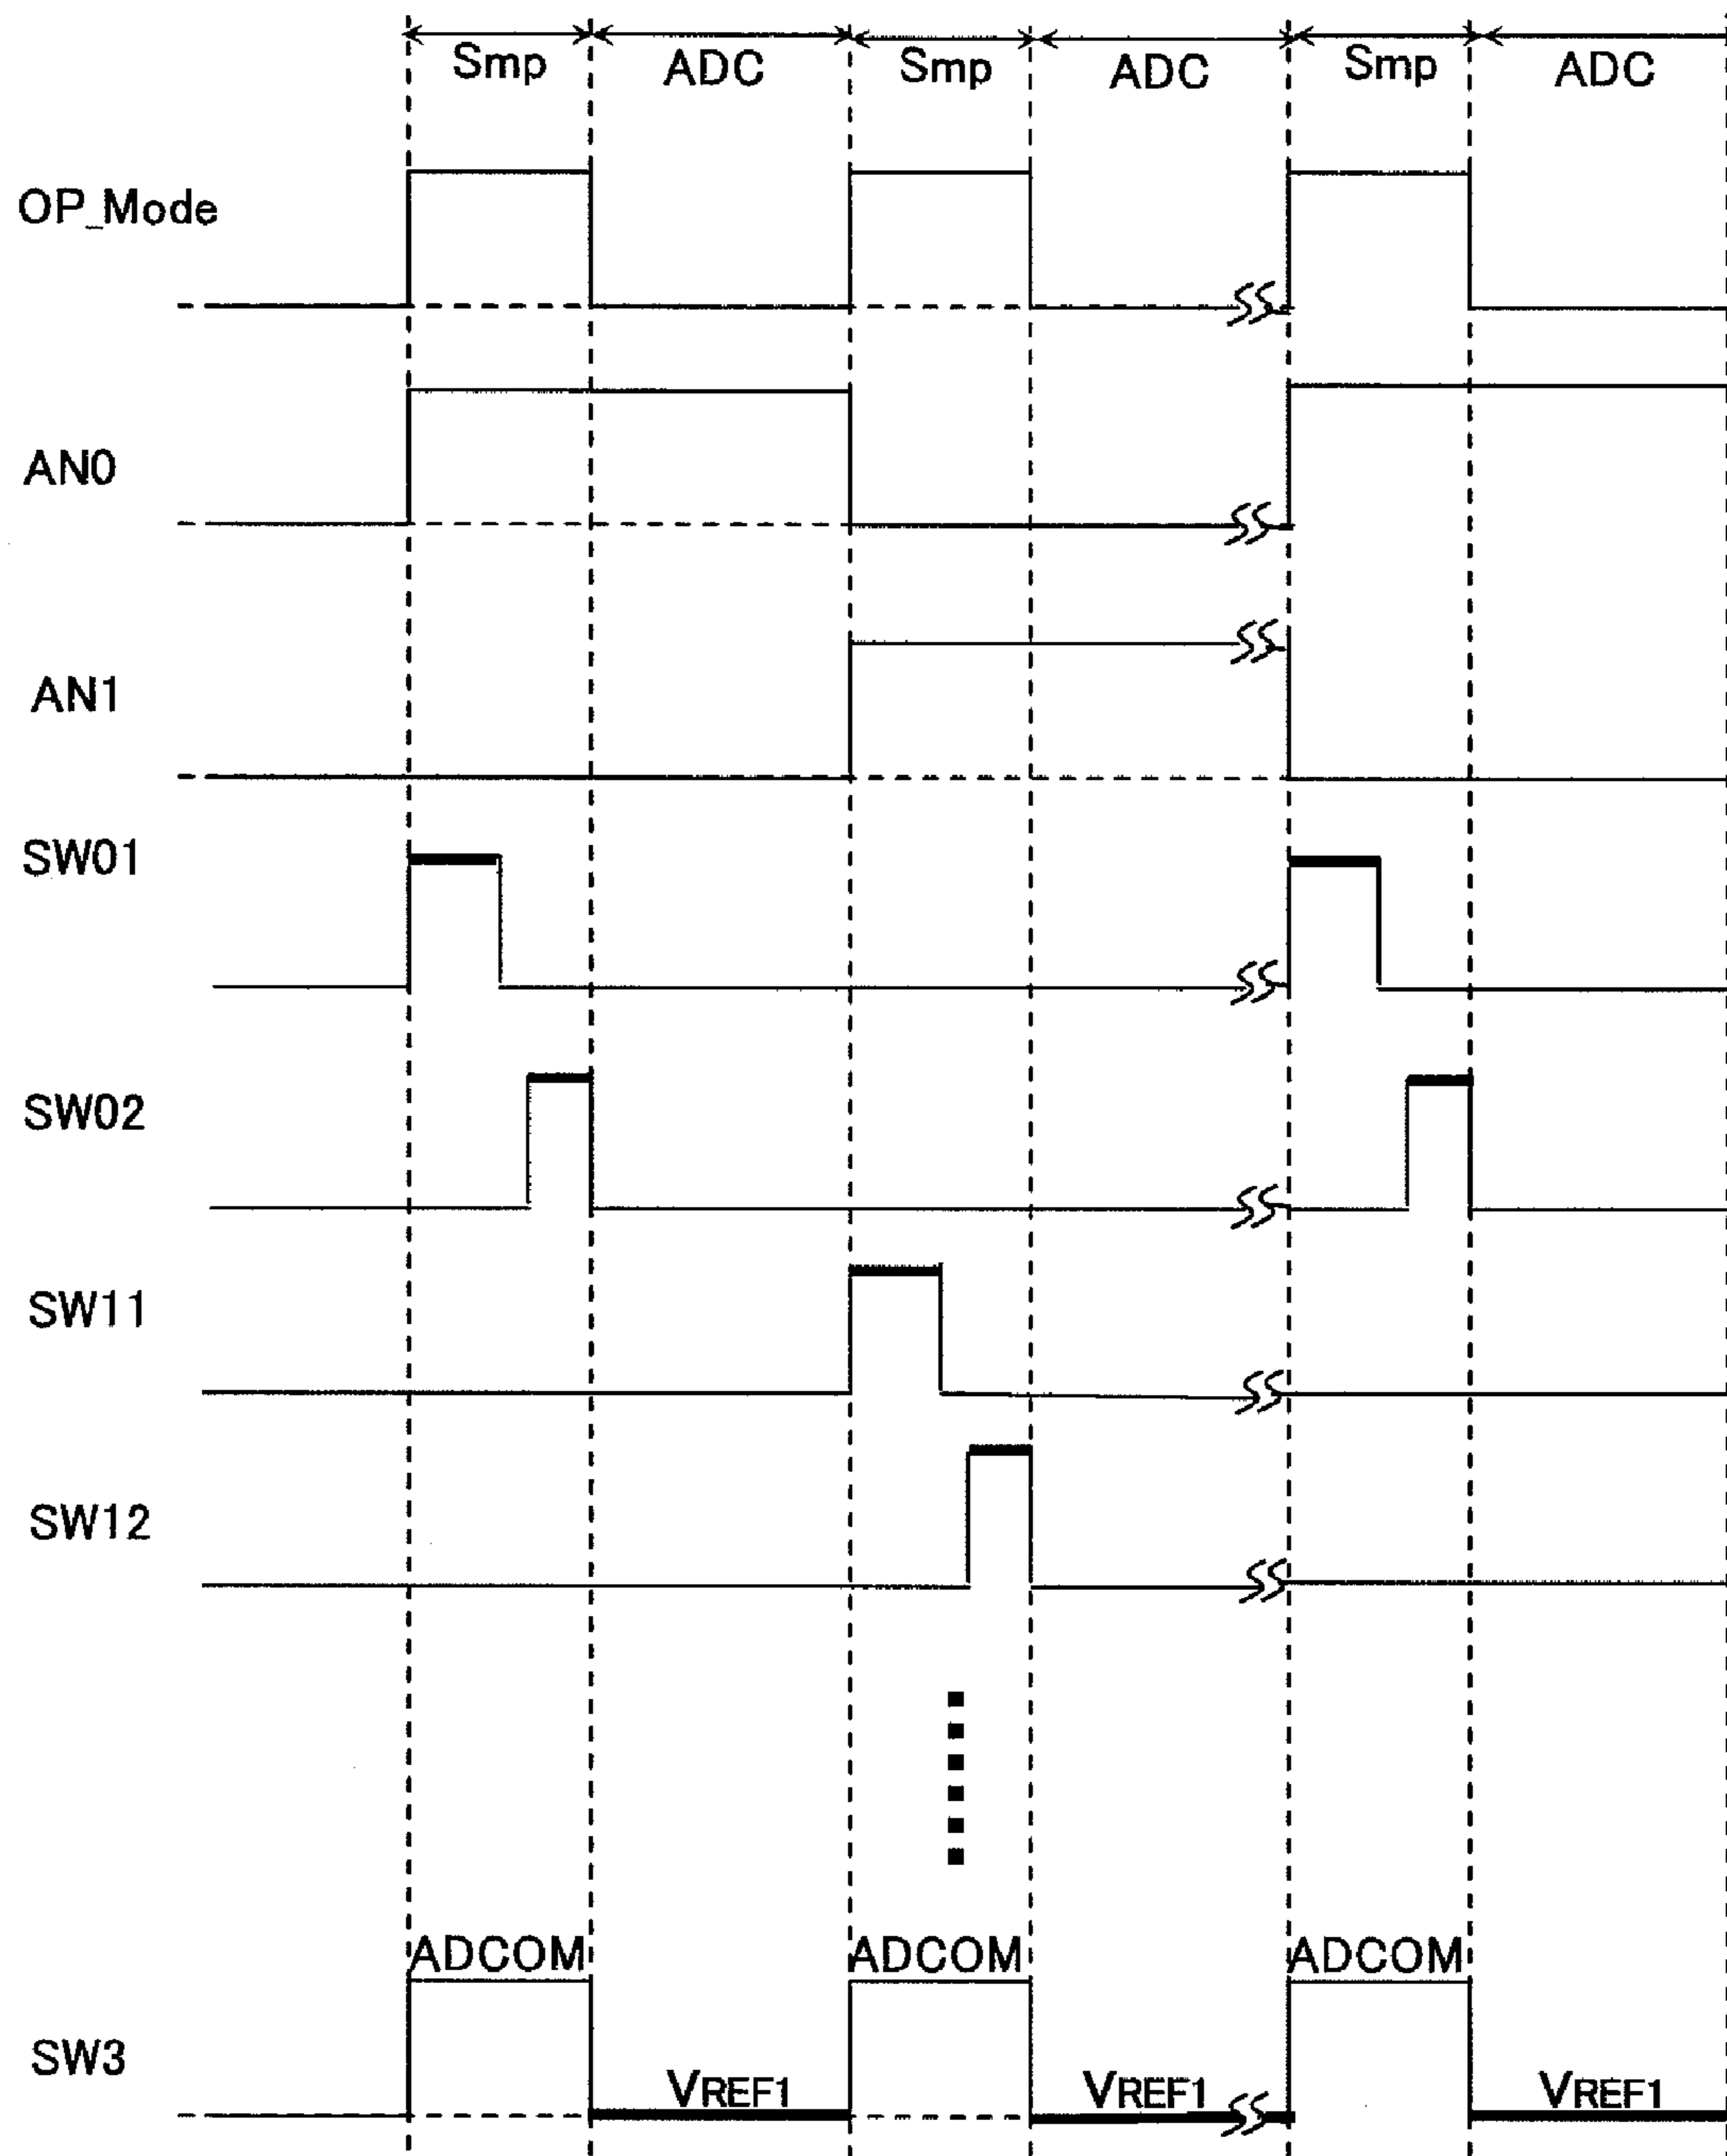 Smp ADC Smp ADC Smp ADC
OP_Mode
AN0
AN1
SW01
SW02
SW11
SW12
ADCOM ADCOM ADCOM
SW3
VREF1 VREF1 VREF1